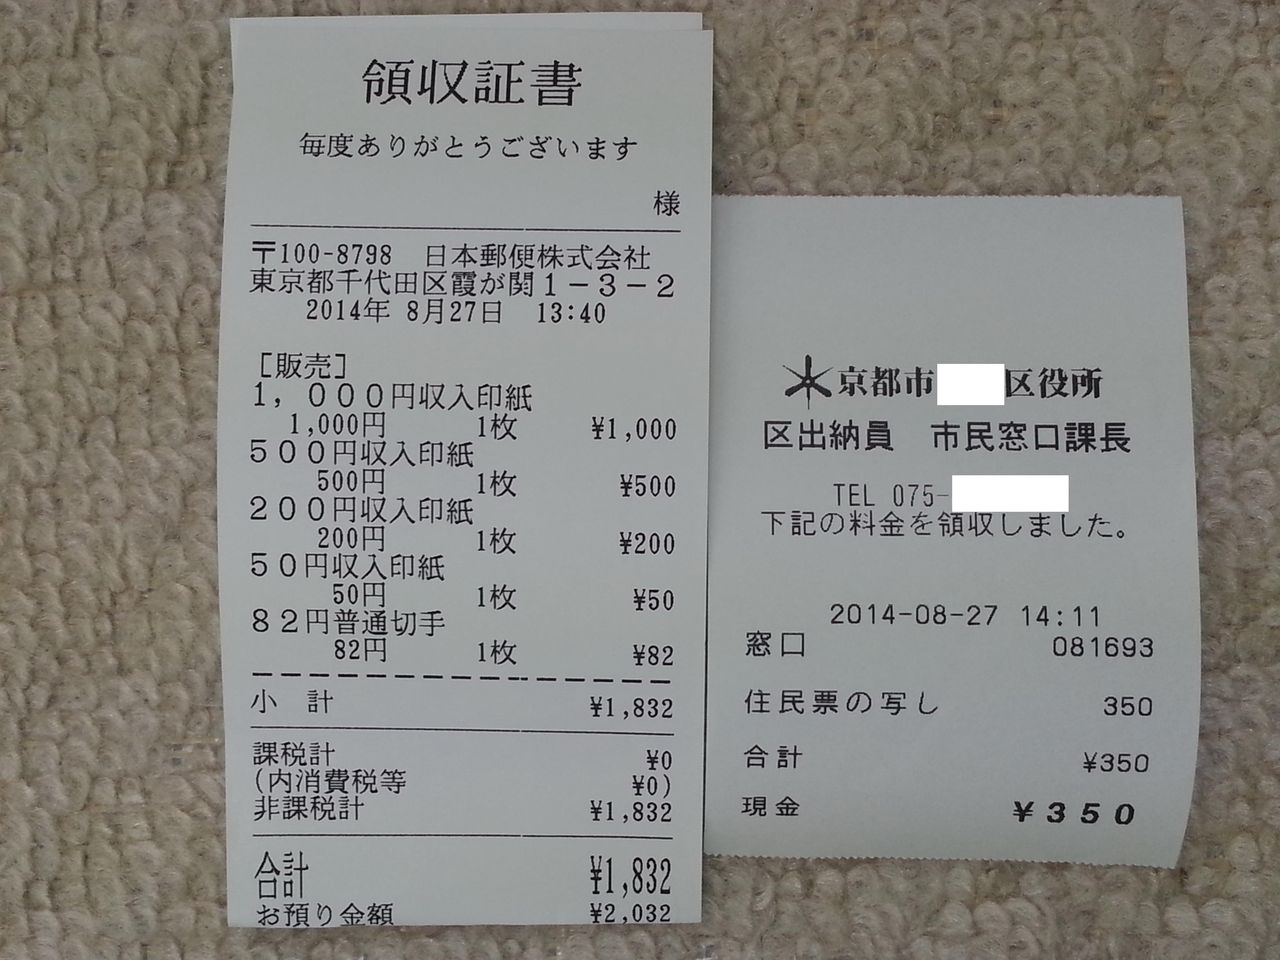 領収証書
毎度ありがとうございます
様
〒100-8798 日本郵便株式会社
東京都千代田区霞が関1-3-2
2014年 8月27日 13:40
[販売]
1,000円収入印紙
1,000円 1枚 ¥1,000
500円収入印紙
500円 1枚 ¥500
200円収入印紙
200円 1枚 ¥200
50円収入印紙
50円 1枚 ¥50
82円普通切手
82円 1枚 ¥82
小 計 ¥1,832
課税計 ¥0
(内消費税等 ¥0)
非課税計 ¥1,832
合計 ¥1,832
お預り金額 ¥2,032
京都市 区役所
区出納員 市民窓口課長
TEL 075-
下記の料金を領収しました。
2014-08-27 14:11
窓口 081693
住民票の写し 350
合計 ¥350
現金 ¥350